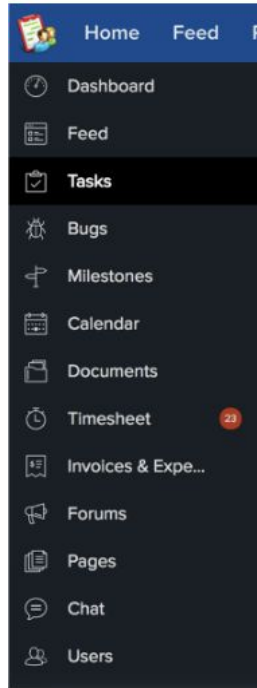 Home Feed
Dashboard
Feed
Tasks
Bugs
Milestones
Calendar
Documents
Timesheet 23
Invoices & Expe...
Forums
Pages
Chat
Users